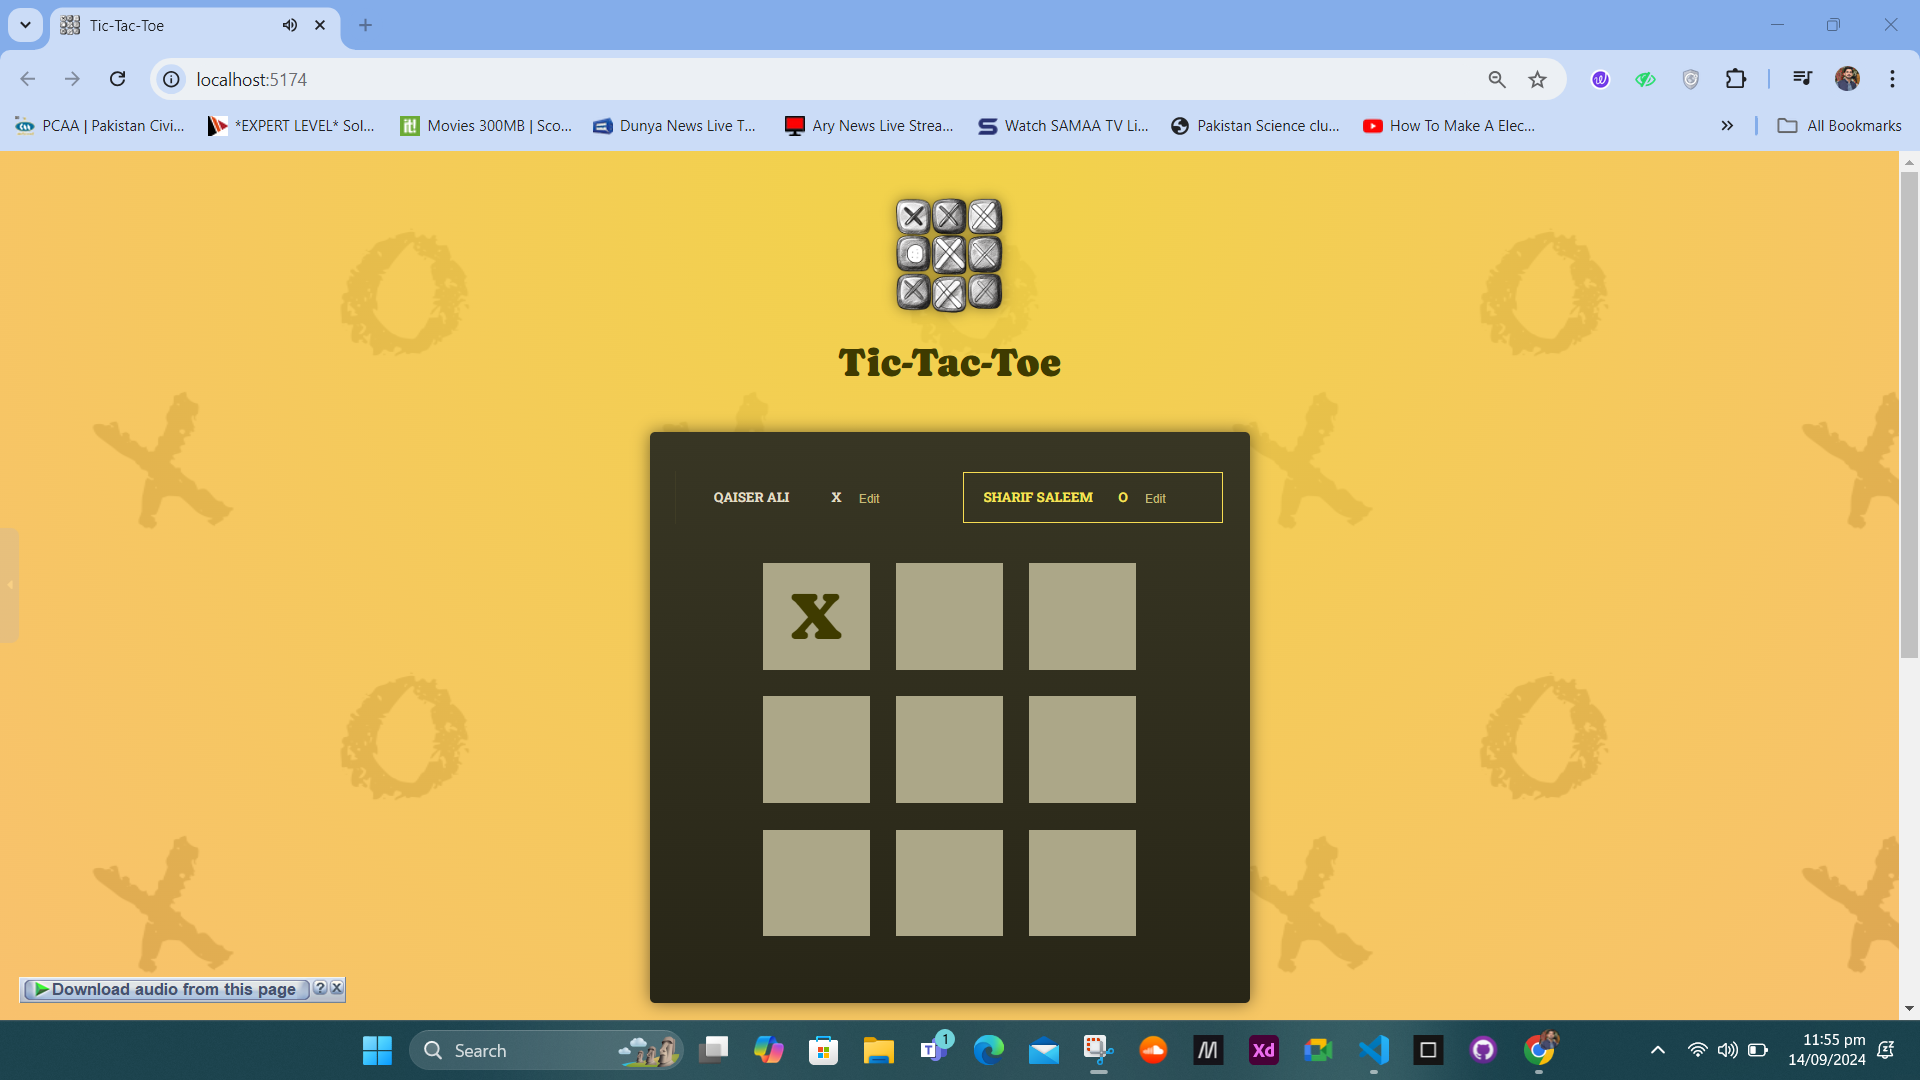 Tic-Tac-Toe
localhost:5174
PCAA | Pakistan Civi...
*EXPERT LEVEL* Sol...
Movies 300MB | Sco...
Dunya News Live T...
Ary News Live Strea...
Watch SAMAA TV Li...
Pakistan Science clu...
How To Make A Elec...
All Bookmarks
Tic-Tac-Toe
QAISER ALI X Edit
SHARIF SALEEM O Edit
X
Download audio from this page ? X
Search
1
11:55 pm
14/09/2024